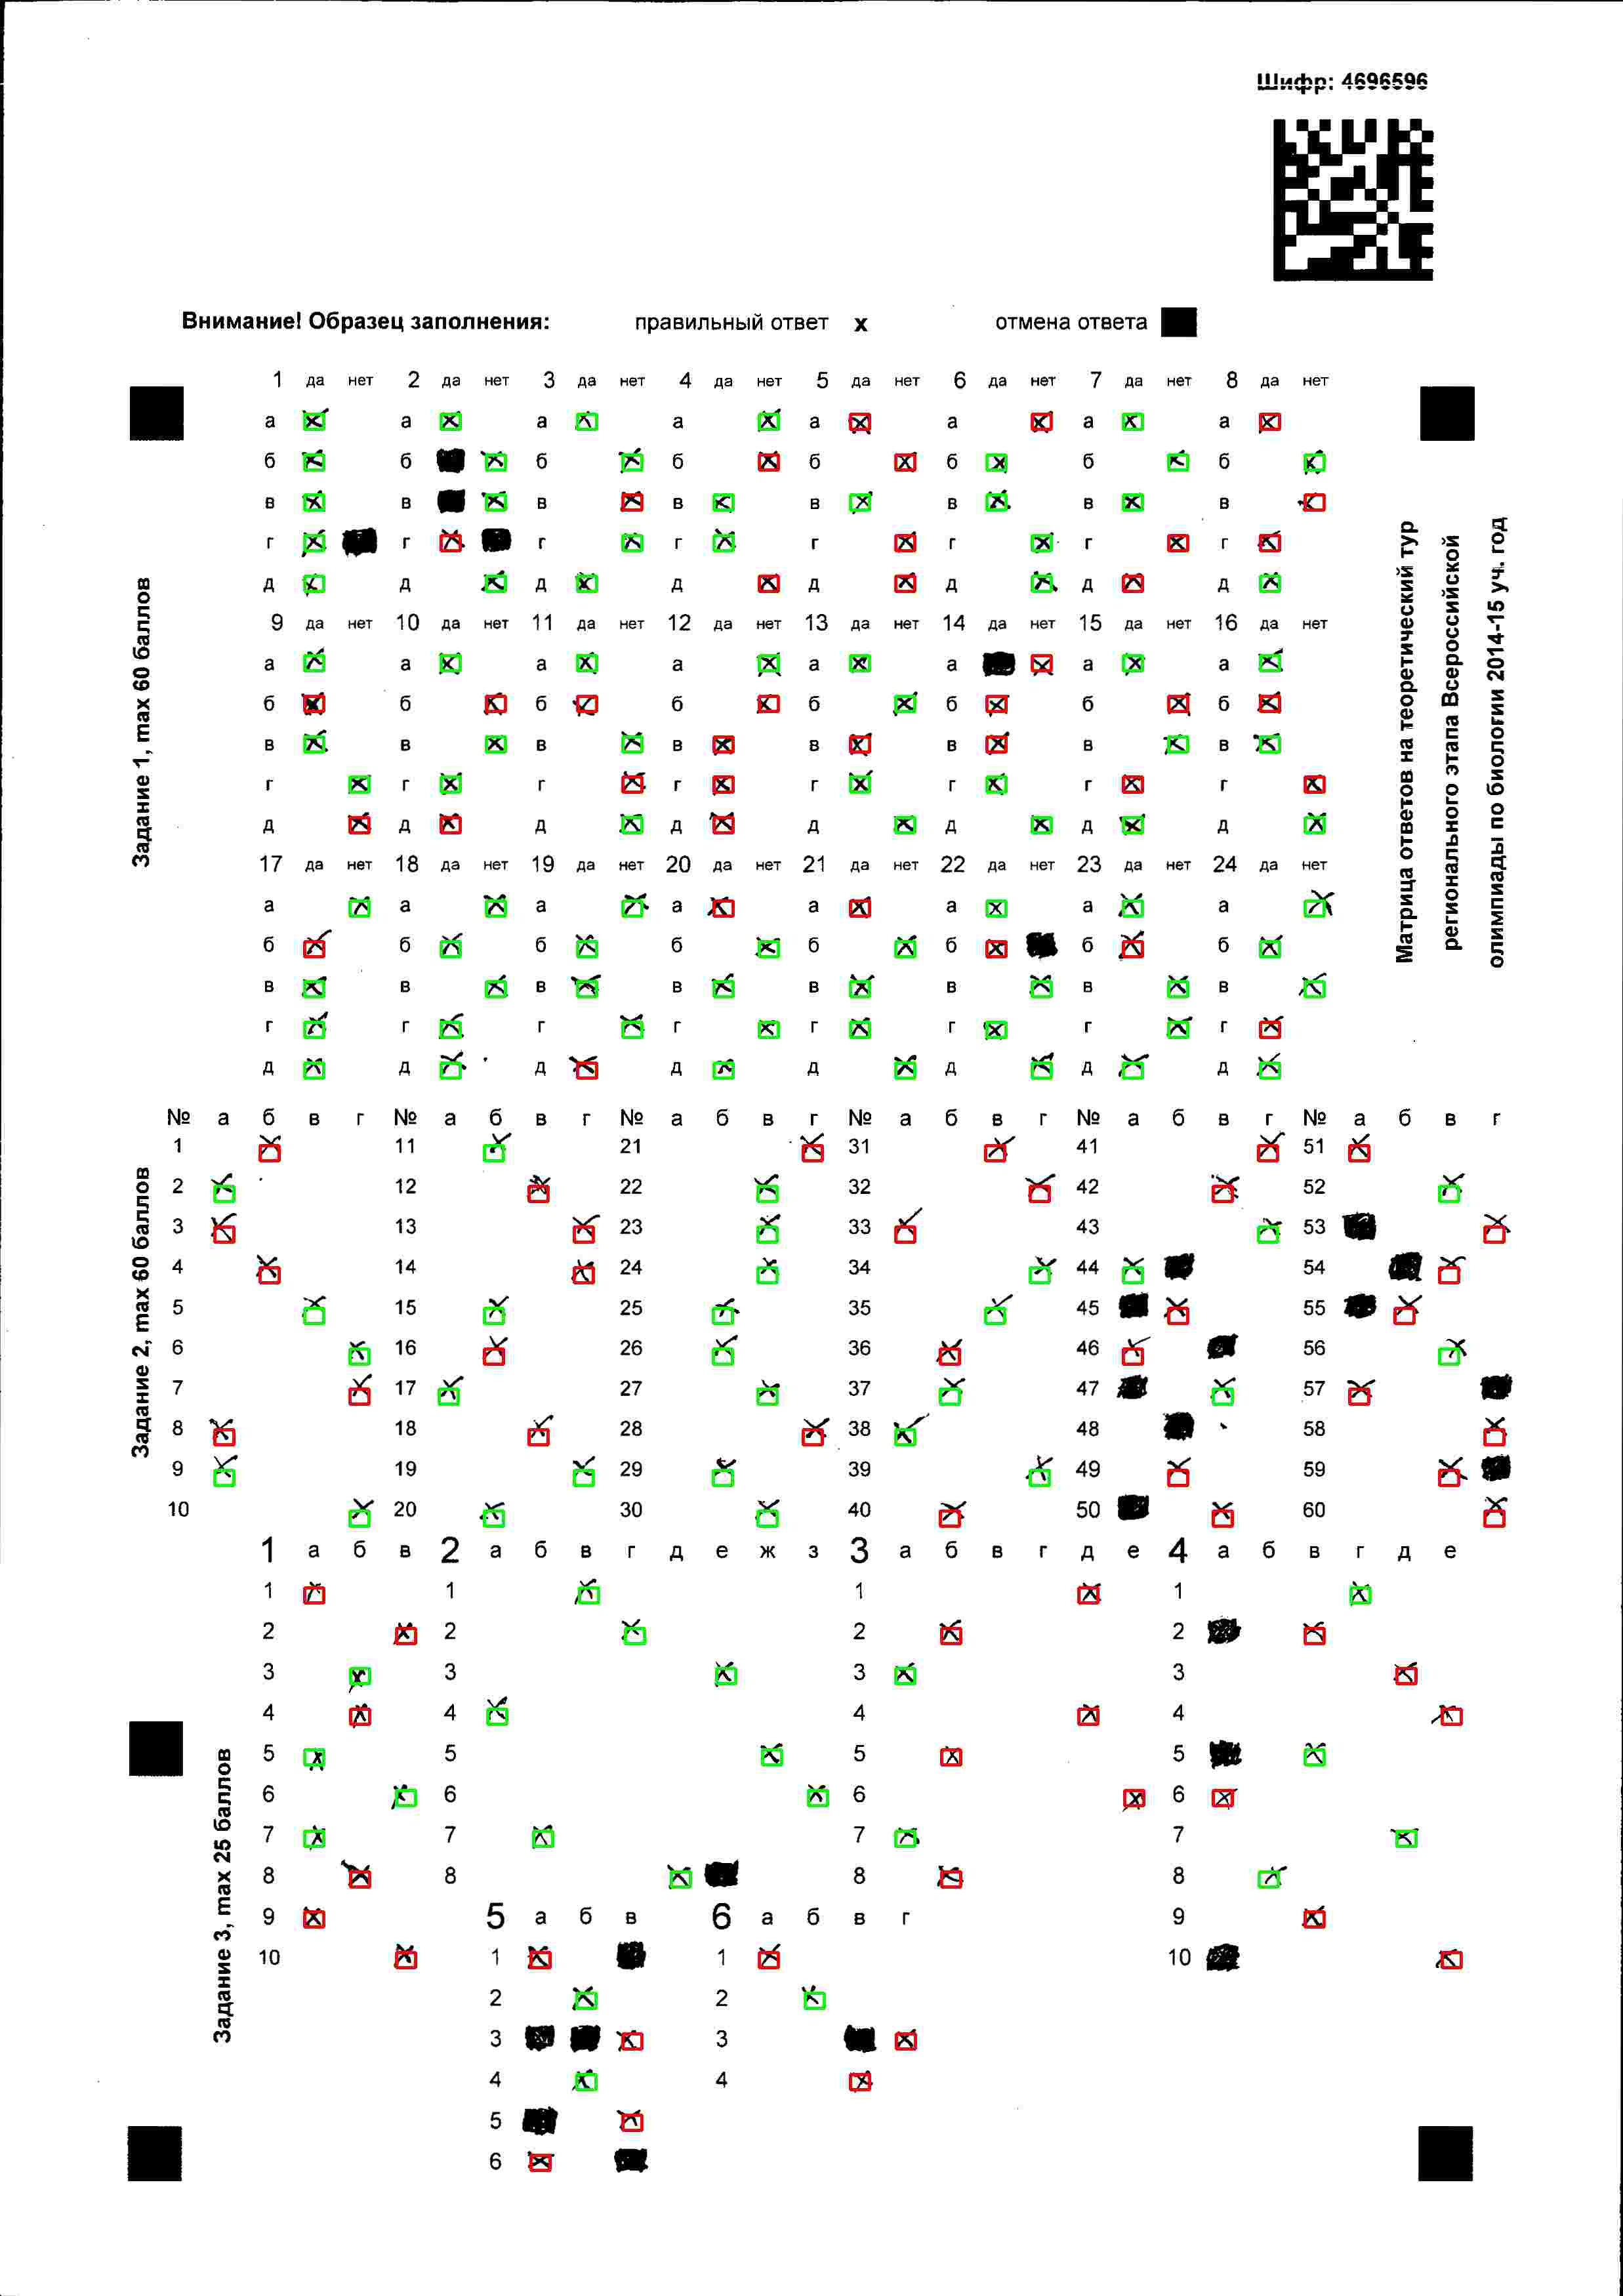 Шифр: 4696596
Внимание! Образец заполнения: правильный ответ x отмена ответа
Матрица ответов на теоретический тур
регионального этапа Всероссийской
олимпиады по биологии 2014-15 уч. год
Задание 1, max 60 баллов
1 да нет 2 да нет 3 да нет 4 да нет 5 да нет 6 да нет 7 да нет 8 да нет
а а а а а а а а
б б б б б б б б
в в в в в в в в
г г г г г г г г
д д д д д д д д
9 да нет 10 да нет 11 да нет 12 да нет 13 да нет 14 да нет 15 да нет 16 да нет
а а а а а а а а
б б б б б б б б
в в в в в в в в
г г г г г г г г
д д д д д д д д
17 да нет 18 да нет 19 да нет 20 да нет 21 да нет 22 да нет 23 да нет 24 да нет
а а а а а а а а
б б б б б б б б
в в в в в в в в
г г г г г г г г
д д д д д д д д
Задание 2, max 60 баллов
№ а б в г № а б в г № а б в г № а б в г № а б в г № а б в г
1 11 21 31 41 51
2 12 22 32 42 52
3 13 23 33 43 53
4 14 24 34 44 54
5 15 25 35 45 55
6 16 26 36 46 56
7 17 27 37 47 57
8 18 28 38 48 58
9 19 29 39 49 59
10 20 30 40 50 60
Задание 3, max 25 баллов
1 а б в 2 а б в г д е ж з 3 а б в г д е 4 а б в г д е
1 1 1 1
2 2 2 2
3 3 3 3
4 4 4 4
5 5 5 5
6 6 6 6
7 7 7 7
8 8 8 8
9 5 а б в 6 а б в г 9
10 1 1 10
2 2
3 3
4 4
5
6